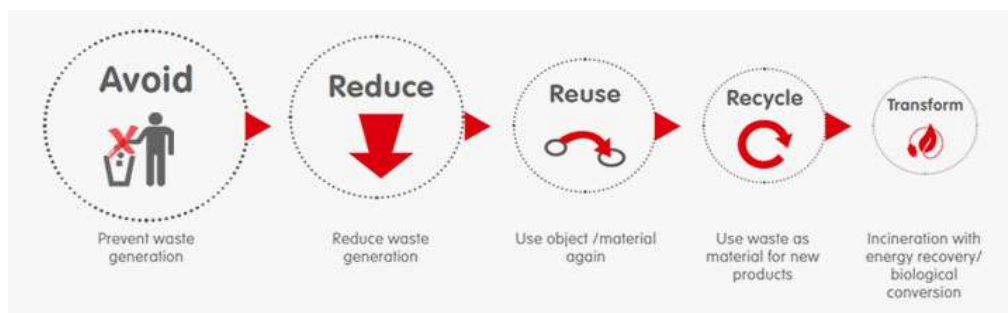 Avoid
Reduce
Reuse
Recycle
Transform
Prevent waste
generation
Reduce waste
generation
Use object /material
again
Use waste as
material for new
products
Incineration with
energy recovery/
biological
conversion